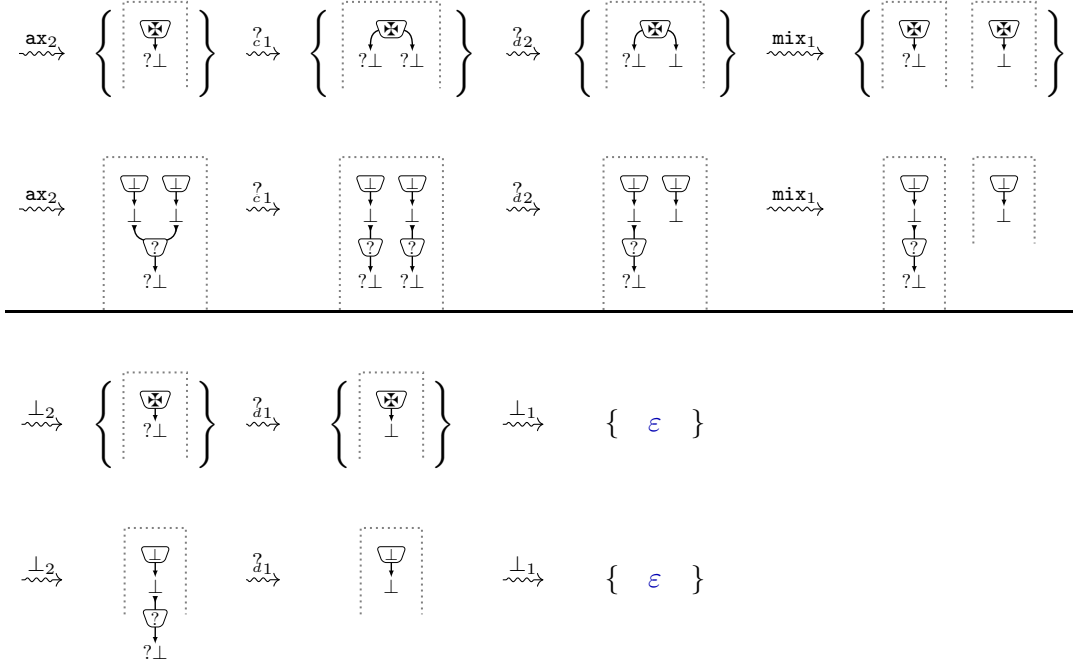 ax₂ { ✠ ?⊥ } ?c1 { ✠ ?⊥ ?⊥ } ?d2 { ✠ ?⊥ ⊥ } mix₁ { ✠ ?⊥ ✠ ⊥ }
ax₂ ?c1 ?d2 mix₁
⊥ ⊥ ⊥ ⊥ ⊥ ⊥ ⊥ ⊥
⊥ ⊥ ⊥ ⊥ ⊥ ⊥ ⊥ ⊥
? ? ? ? ?
?⊥ ?⊥ ?⊥ ?⊥ ?⊥
⊥₂ { ✠ ?⊥ } ?d1 { ✠ ⊥ } ⊥₁ { ε }
⊥₂ ⊥ ?d1 ⊥ ⊥₁ { ε }
⊥ ⊥
?
?⊥